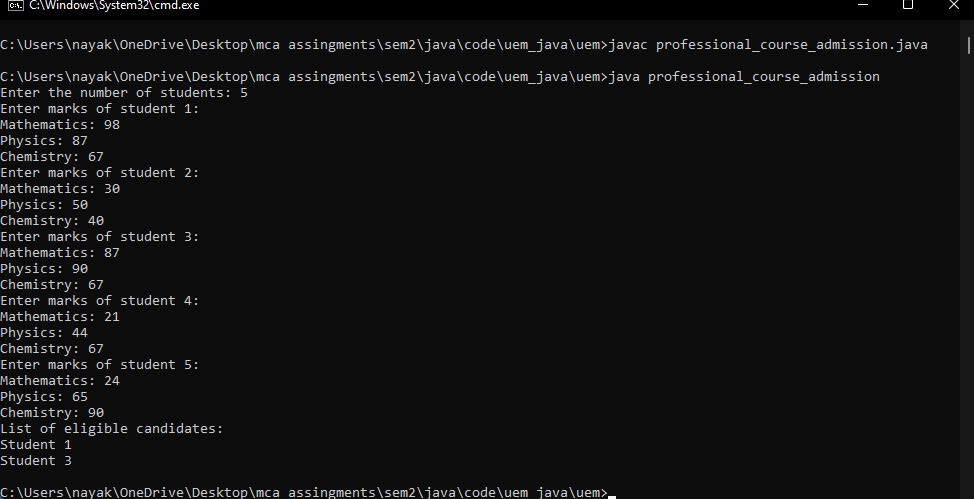 C:\Windows\System32\cmd.exe
C:\Users\nayak\OneDrive\Desktop\mca assingments\sem2\java\code\uem_java\uem>javac professional_course_admission.java
C:\Users\nayak\OneDrive\Desktop\mca assingments\sem2\java\code\uem_java\uem>java professional_course_admission
Enter the number of students: 5
Enter marks of student 1:
Mathematics: 98
Physics: 87
Chemistry: 67
Enter marks of student 2:
Mathematics: 30
Physics: 50
Chemistry: 40
Enter marks of student 3:
Mathematics: 87
Physics: 90
Chemistry: 67
Enter marks of student 4:
Mathematics: 21
Physics: 44
Chemistry: 67
Enter marks of student 5:
Mathematics: 24
Physics: 65
Chemistry: 90
List of eligible candidates:
Student 1
Student 3
C:\Users\nayak\OneDrive\Desktop\mca assingments\sem2\java\code\uem_java\uem>